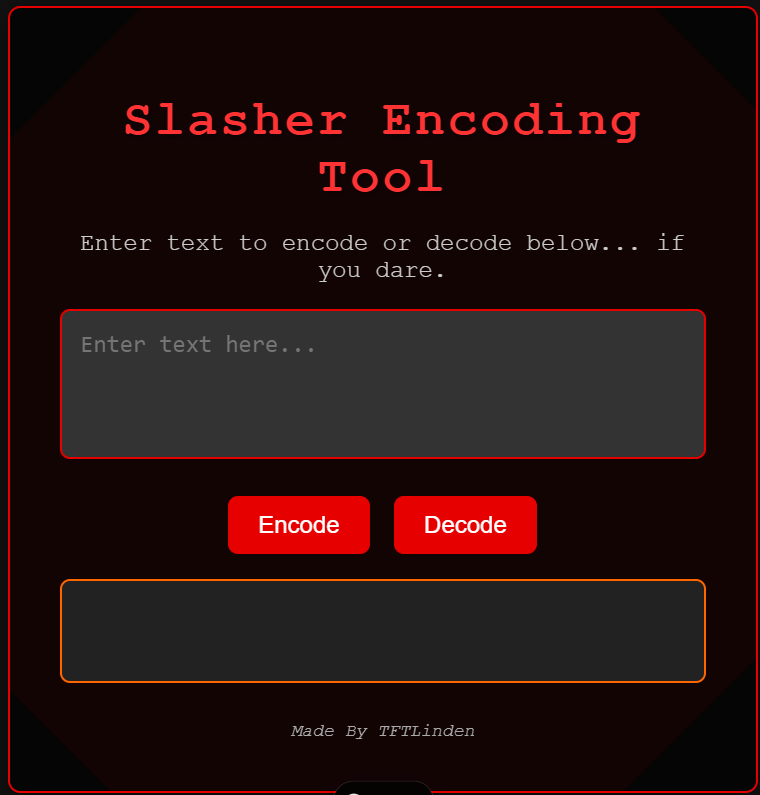 Slasher Encoding
Tool
Enter text to encode or decode below... if
you dare.
Enter text here...
Encode Decode
Made By TFTLinden